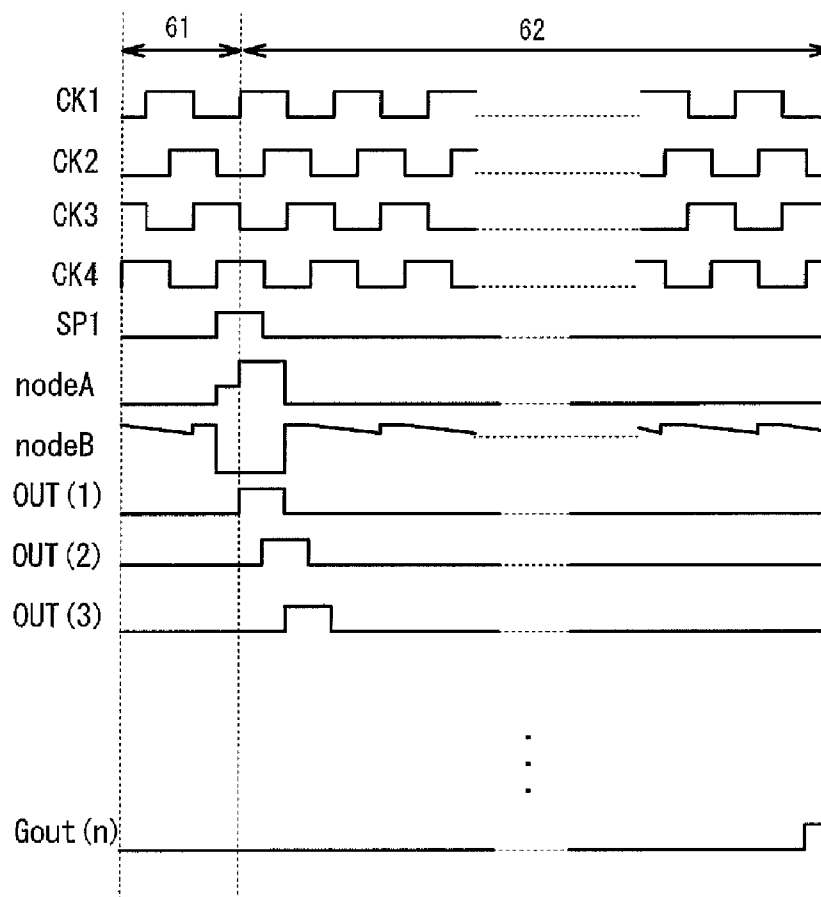 61
62
CK1
CK2
CK3
CK4
SP1
nodeA
nodeB
OUT(1)
OUT(2)
OUT(3)
Gout(n)